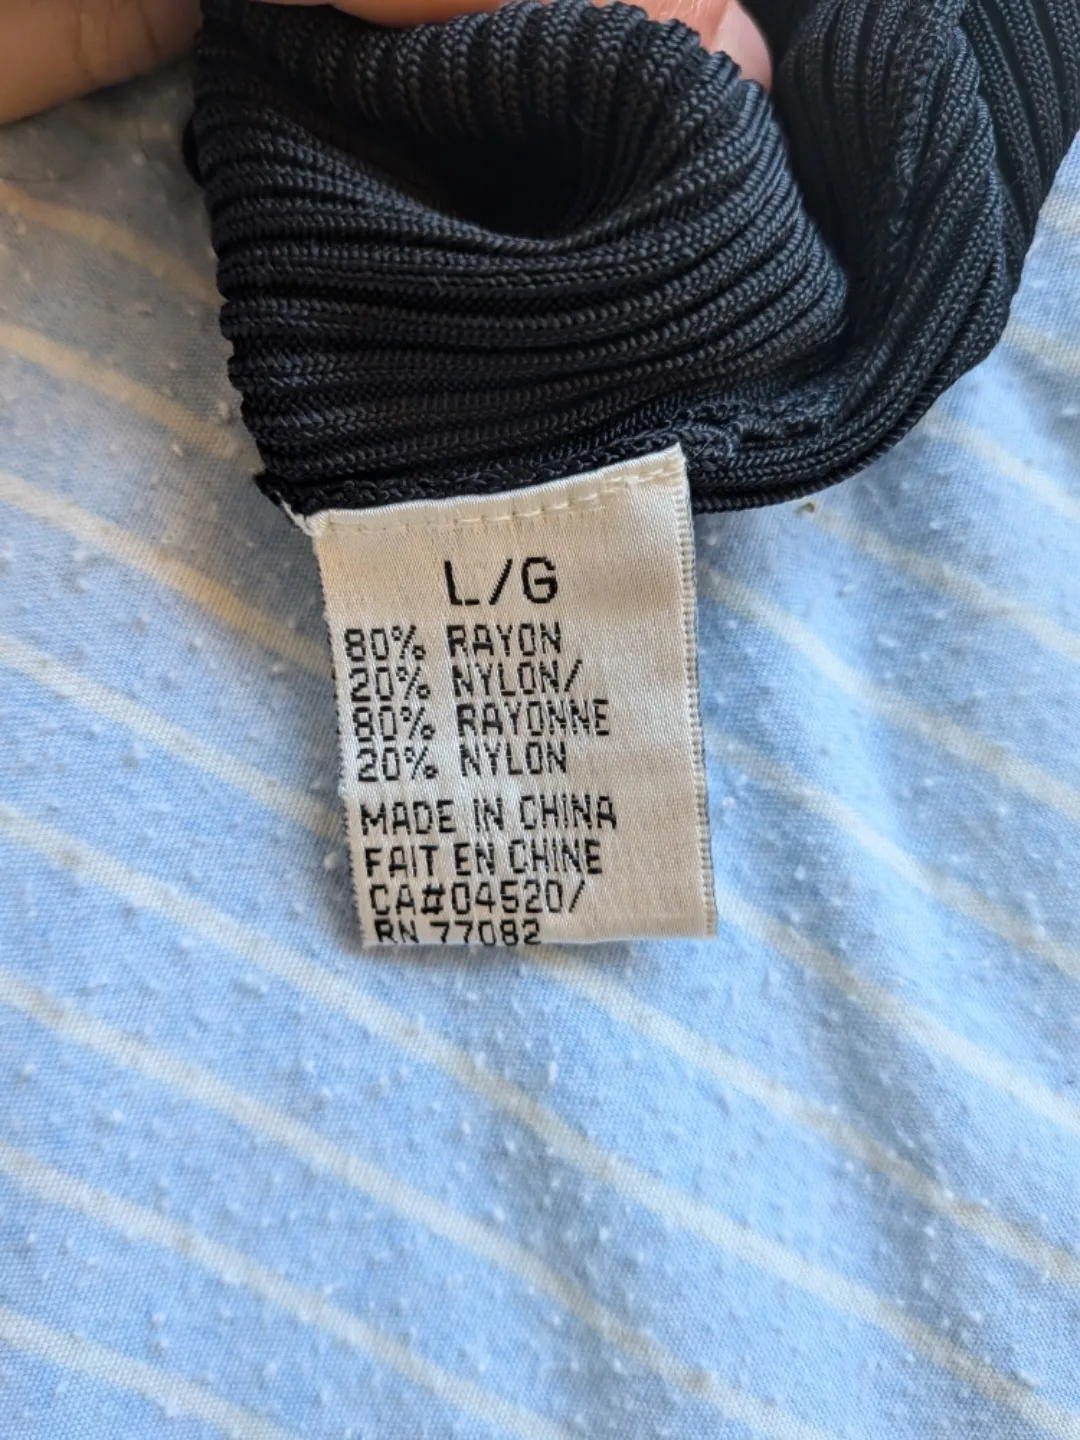 L/G
80% RAYON
20% NYLON/
80% RAYONNE
20% NYLON
MADE IN CHINA
FAIT EN CHINE
CA#04520/
RN 77082